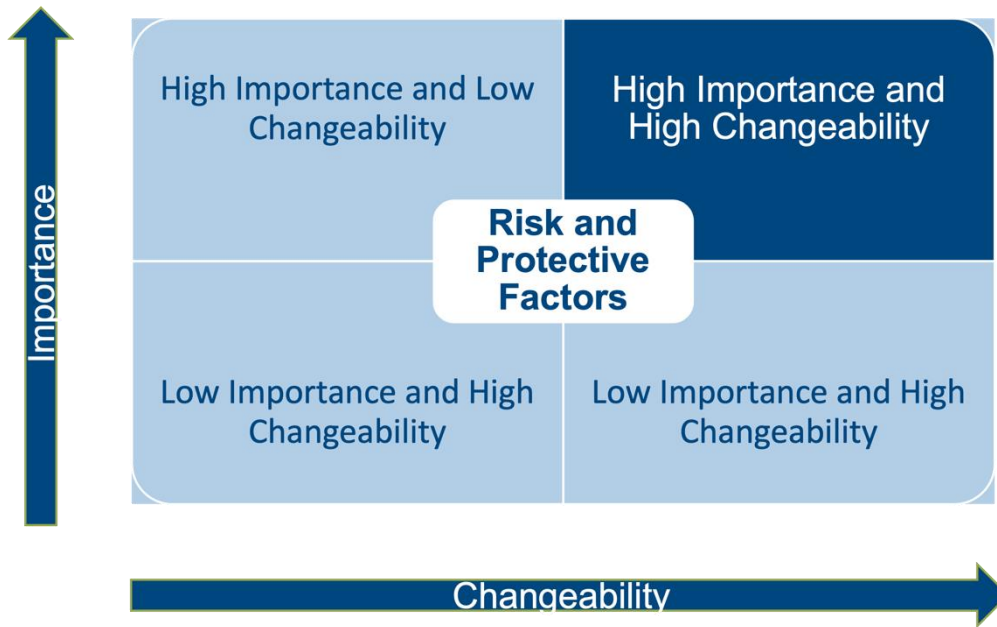 Importance
High Importance and Low
Changeability
High Importance and
High Changeability
Risk and
Protective
Factors
Low Importance and High
Changeability
Low Importance and High
Changeability
Changeability